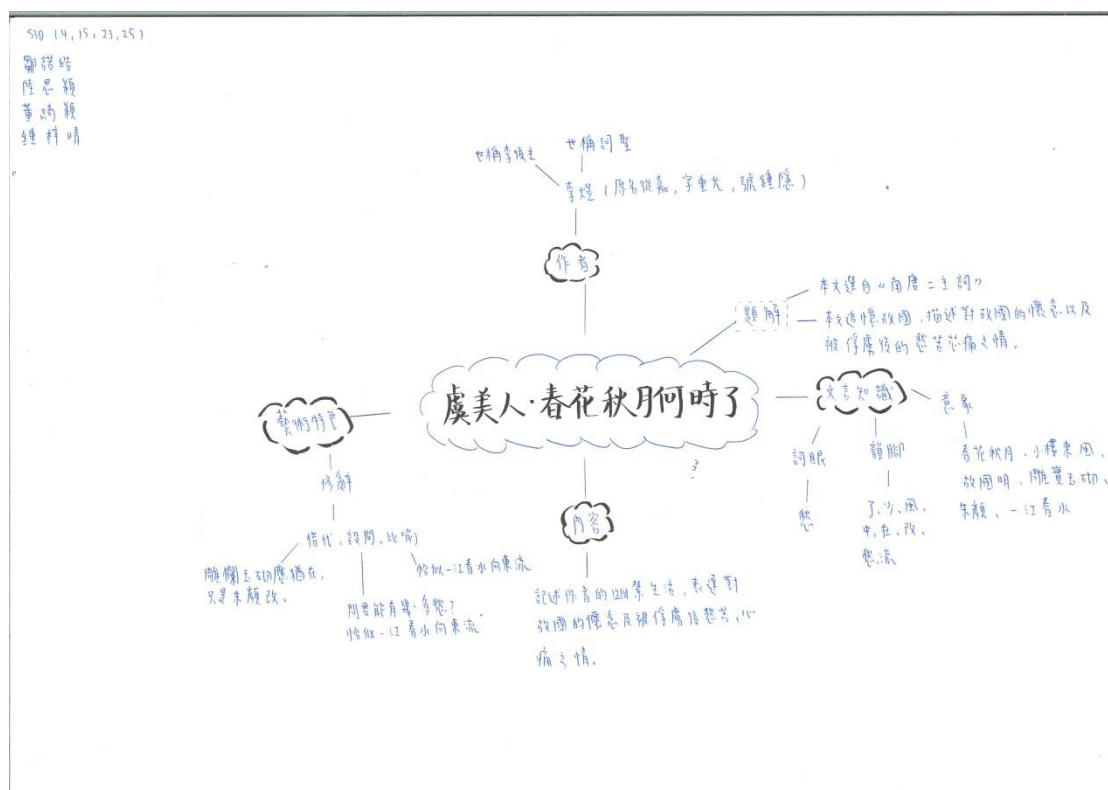 S3D (4,15,23,25)
鄒諾皓
陸思穎
黃綺穎
鍾梓晴
世稱李後主
世稱詞聖
李煜(原名從嘉,字重光,號鍾隱)
作者
題解
本文選自《南唐二主詞》
本文追懷故國,描述對故國的懷念以及
被俘虜後的愁苦悲痛之情。
虞美人·春花秋月何時了
文言知識
詞眼
愁
韻腳
了、少、風、
中、在、改、
愁、流
意象
春花秋月、小樓東風、
故國明、雕寶玉砌、
朱顏、一江春水
藝術特色
修辭
借代、設問、比喻
雕欄玉砌應猶在,
只是朱顏改。
問君能有幾多愁?
恰似一江春水向東流
恰似一江春水向東流
內容
記述作者的囚禁生活,表達對
故國的懷念及被俘虜後愁苦,心
痛之情。